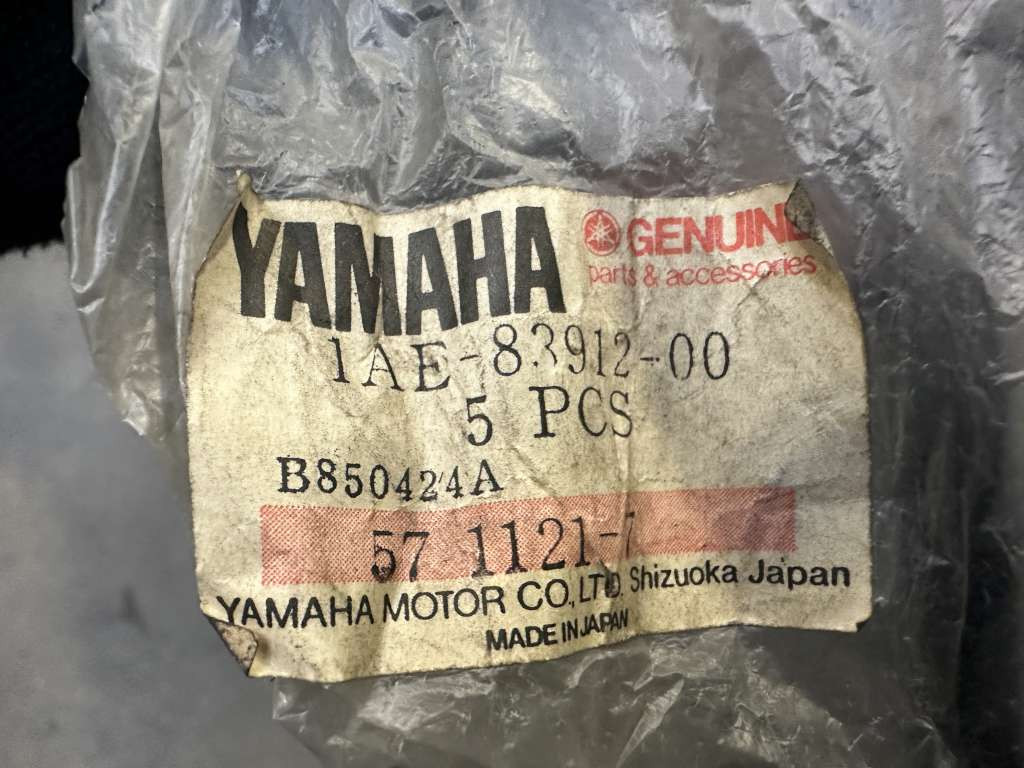 YAMAHA
GENUINE
parts & accessories
1AE-83912-00
5 PCS
B850424A
57 1121-7
YAMAHA MOTOR CO., LTD. Shizuoka Japan
MADE IN JAPAN